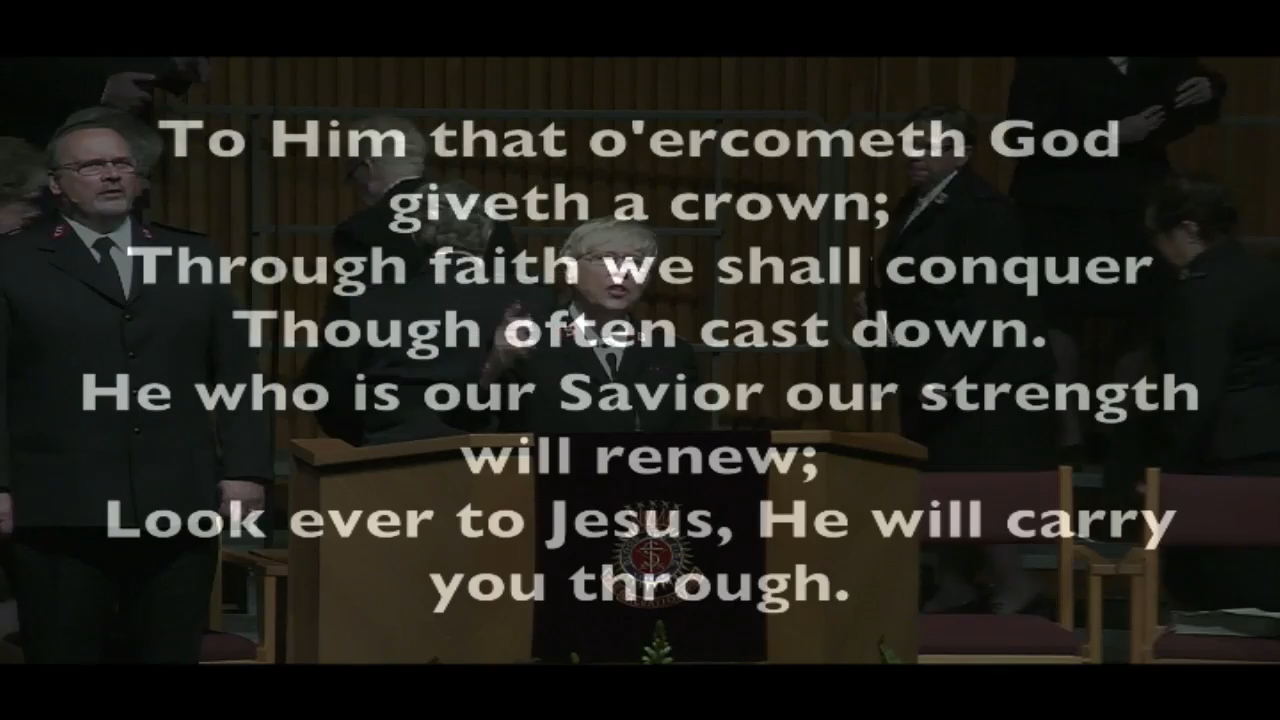 To Him that o'ercometh God
giveth a crown;
Through faith we shall conquer
Though often cast down.
He who is our Savior our strength
will renew;
Look ever to Jesus, He will carry
you through.